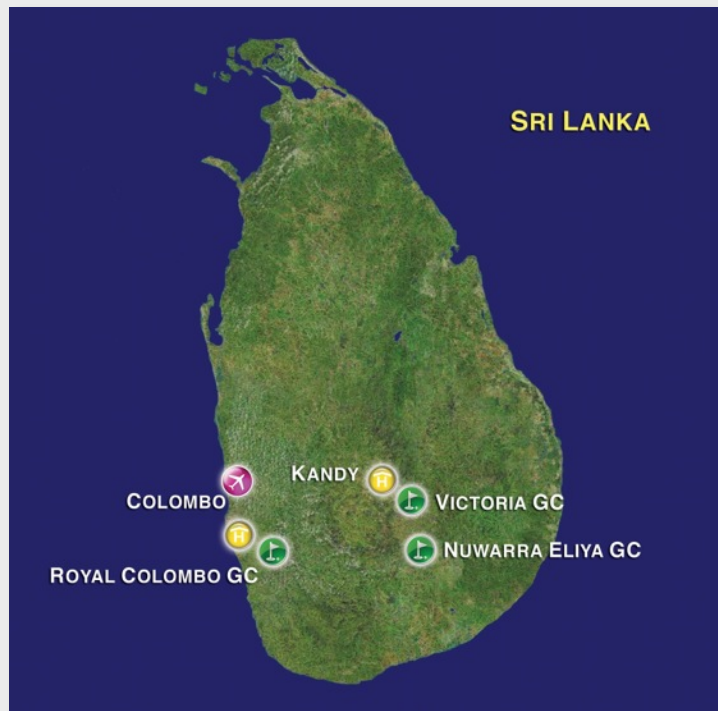 SRI LANKA
KANDY
COLOMBO
VICTORIA GC
NUWARRA ELIYA GC
ROYAL COLOMBO GC